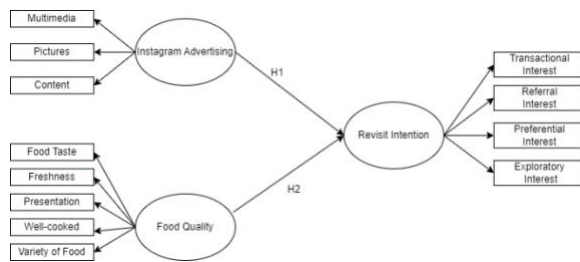 Multimedia
Pictures
Content
Instagram Advertising
H1
Food Taste
Freshness
Presentation
Well-cooked
Variety of Food
Food Quality
H2
Revisit Intention
Transactional
Interest
Referral
Interest
Preferential
Interest
Exploratory
Interest